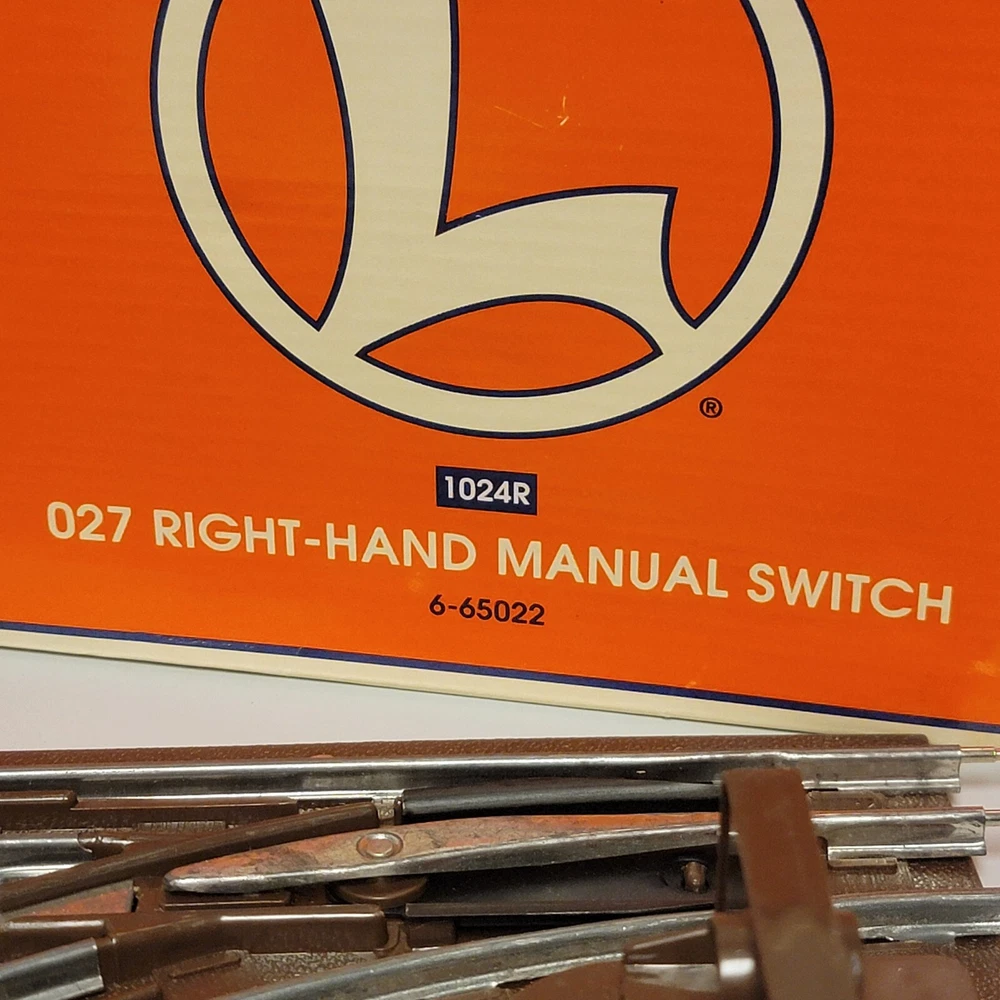 L
®
1024R
027 RIGHT-HAND MANUAL SWITCH
6-65022